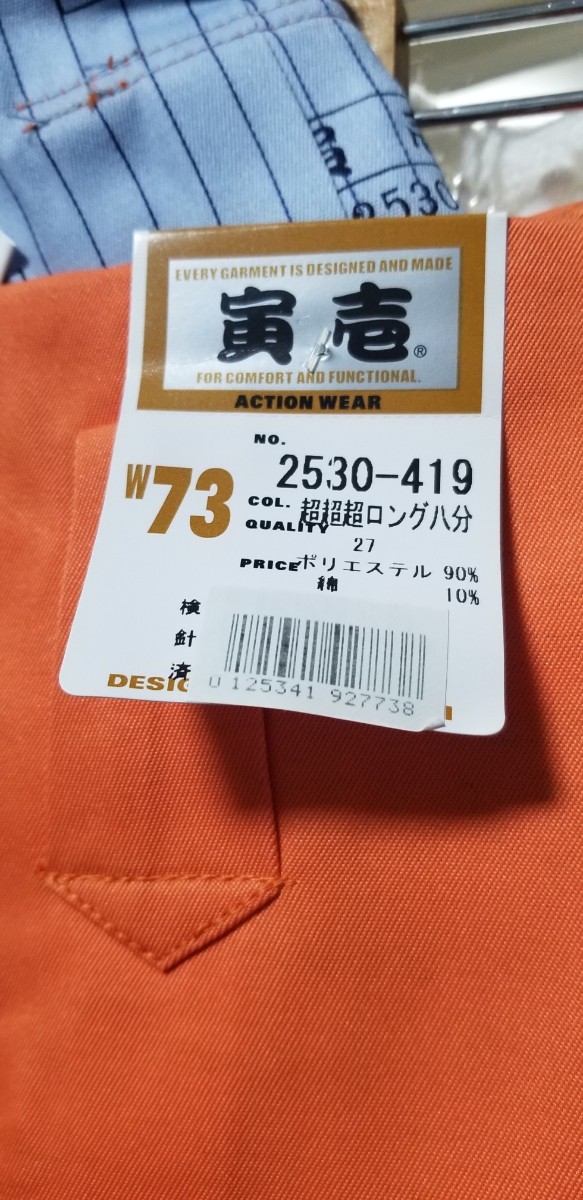 2530
EVERY GARMENT IS DESIGNED AND MADE
寅壱®
FOR COMFORT AND FUNCTIONAL.
ACTION WEAR
NO. 2530-419
W73
COL. 超超超ロング八分
QUALITY 27
PRICE ポリエステル 90%
綿 10%
検
針
済
DESIG
0 125341 927738